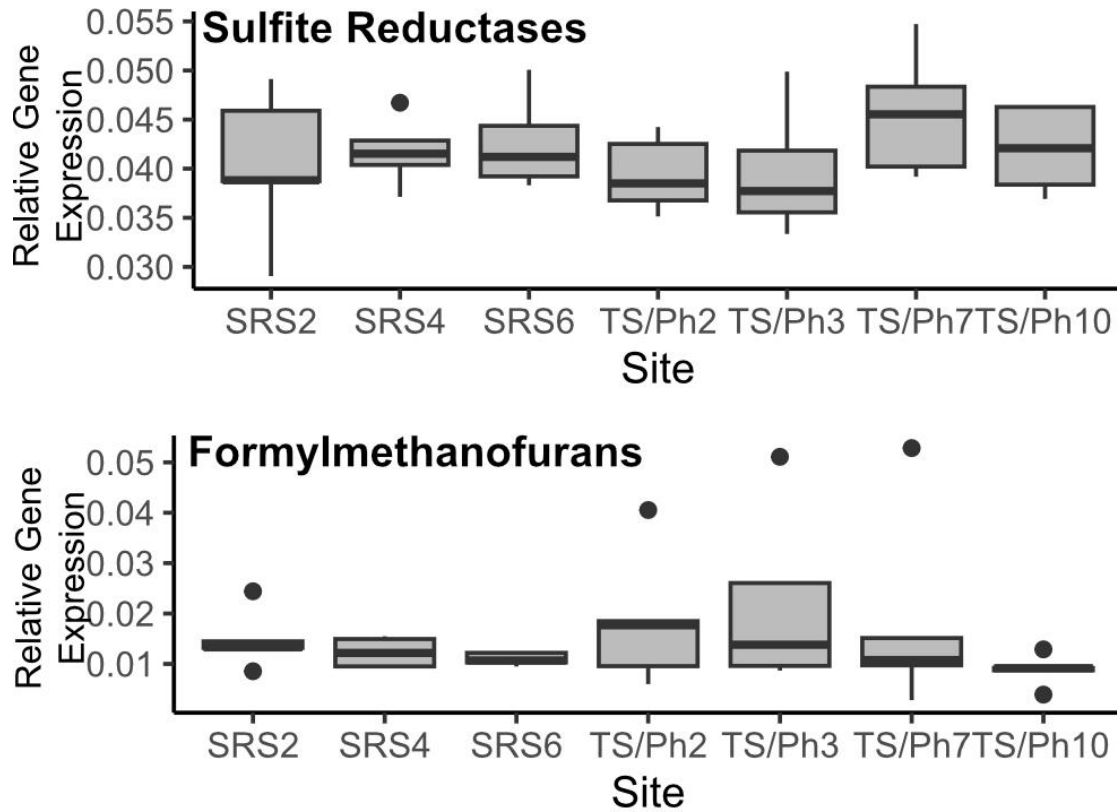 Sulfite Reductases
Relative Gene
Expression
0.055
0.050
0.045
0.040
0.035
0.030
SRS2 SRS4 SRS6 TS/Ph2 TS/Ph3 TS/Ph7 TS/Ph10
Site
Formylmethanofurans
Relative Gene
Expression
0.05
0.04
0.03
0.02
0.01
SRS2 SRS4 SRS6 TS/Ph2 TS/Ph3 TS/Ph7 TS/Ph10
Site